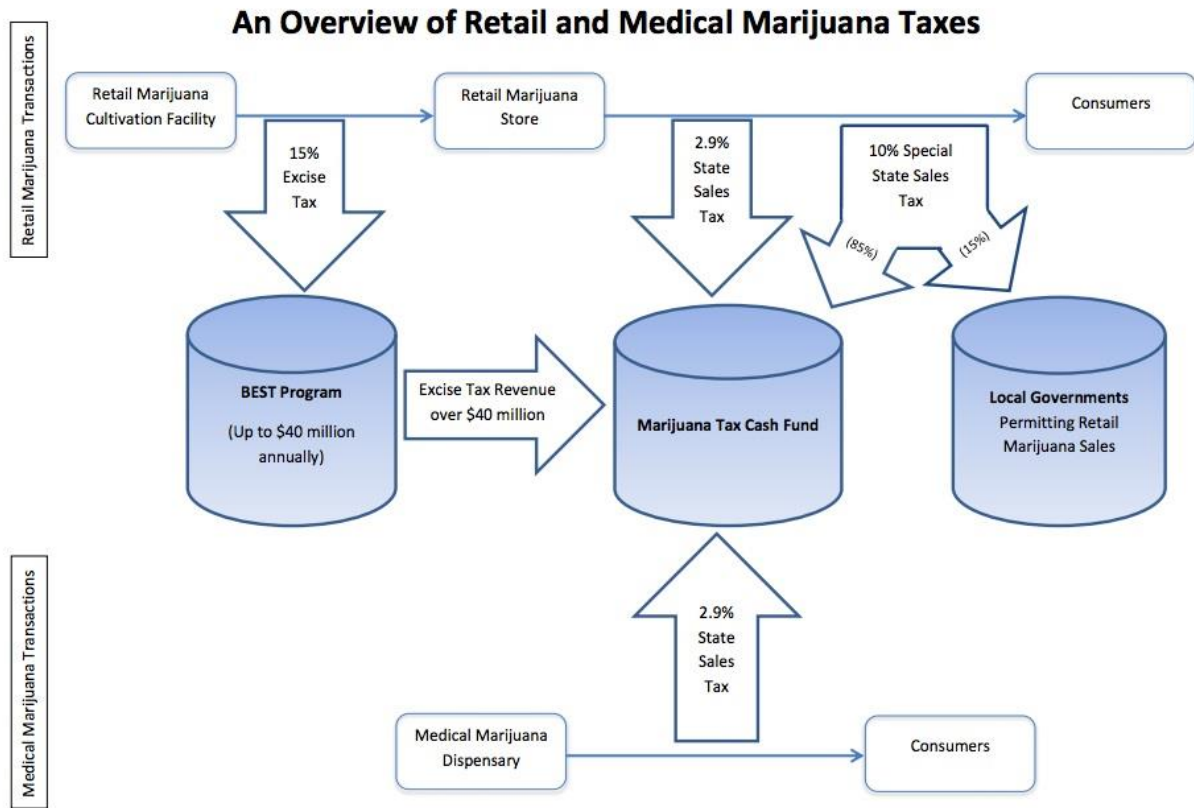 An Overview of Retail and Medical Marijuana Taxes
Retail Marijuana Transactions
Retail Marijuana
Cultivation Facility
Retail Marijuana
Store
Consumers
15%
Excise
Tax
2.9%
State
Sales
Tax
10% Special
State Sales
Tax
(85%)
(15%)
BEST Program
(Up to $40 million
annually)
Excise Tax Revenue
over $40 million
Marijuana Tax Cash Fund
Local Governments
Permitting Retail
Marijuana Sales
Medical Marijuana Transactions
2.9%
State
Sales
Tax
Medical Marijuana
Dispensary
Consumers